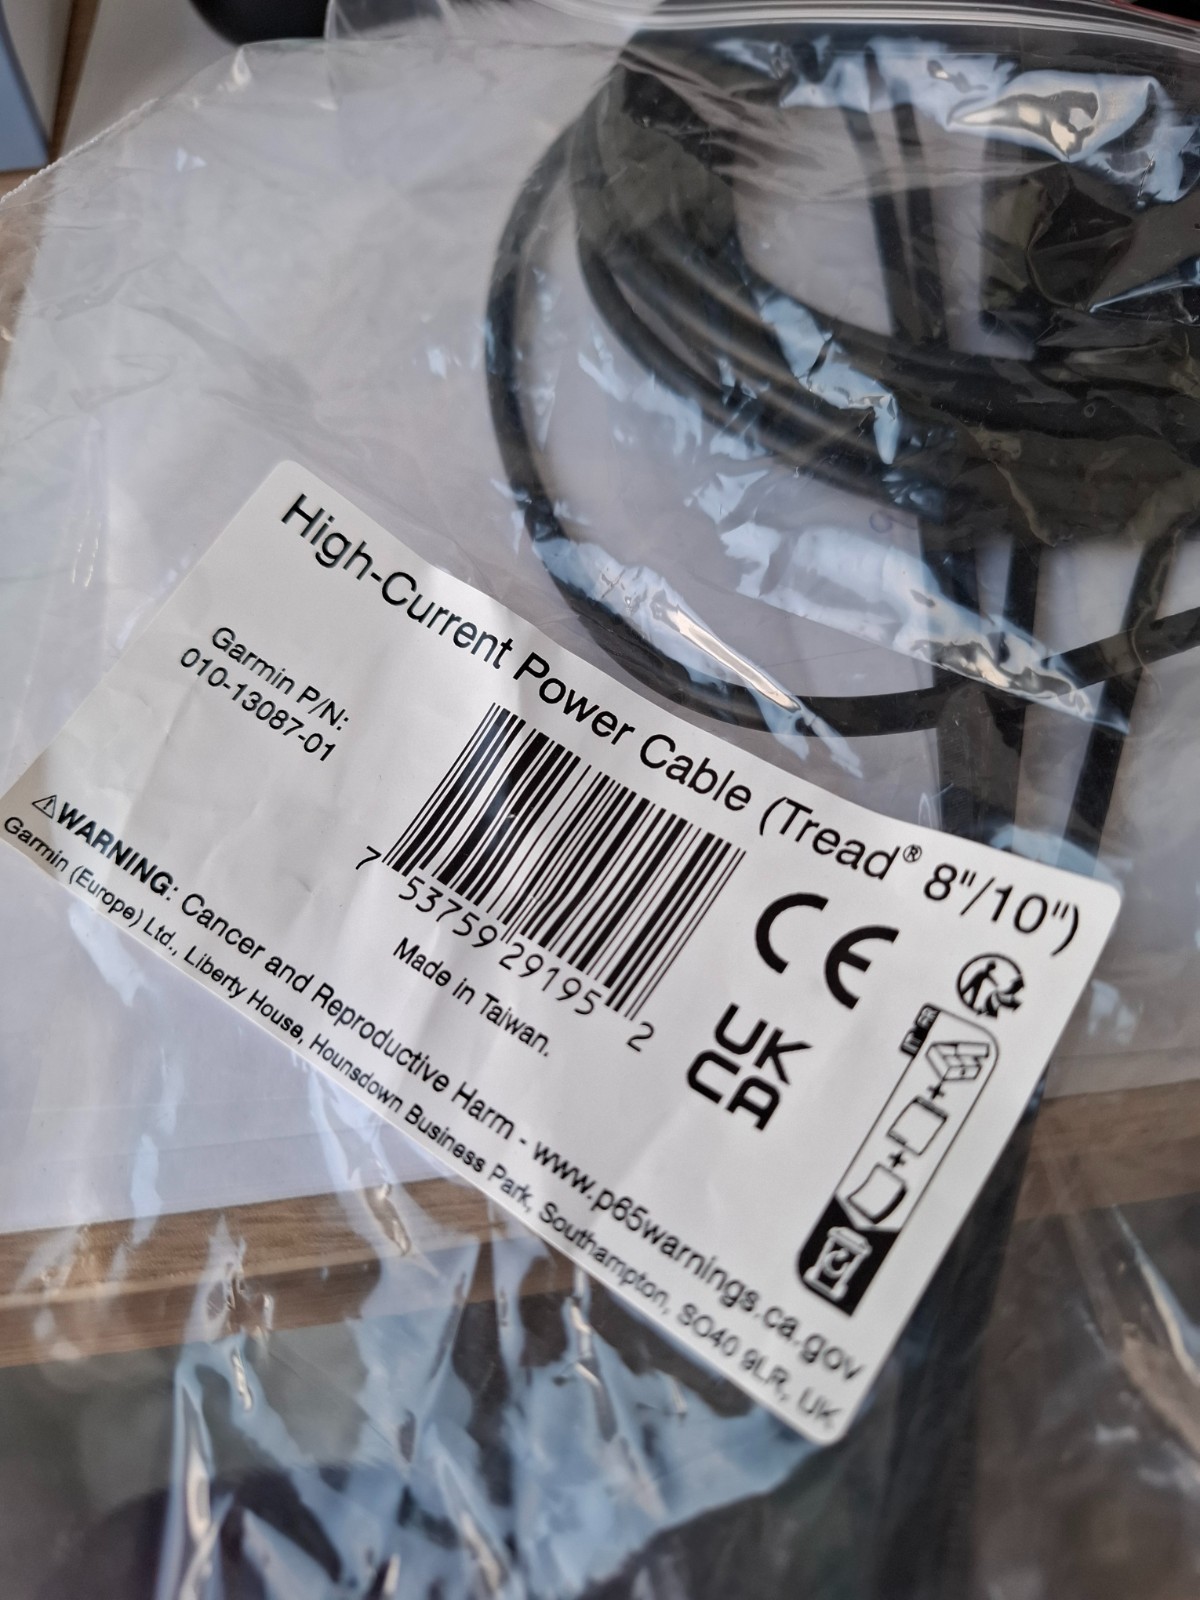 High-Current Power Cable (Tread® 8"/10")
Garmin P/N:
010-13087-01
7 53759 29195 2
Made in Taiwan.
CE
UK
CA
FR
⚠WARNING: Cancer and Reproductive Harm - www.p65warnings.ca.gov
Garmin (Europe) Ltd., Liberty House, Hounsdown Business Park, Southampton, SO40 9LR, UK